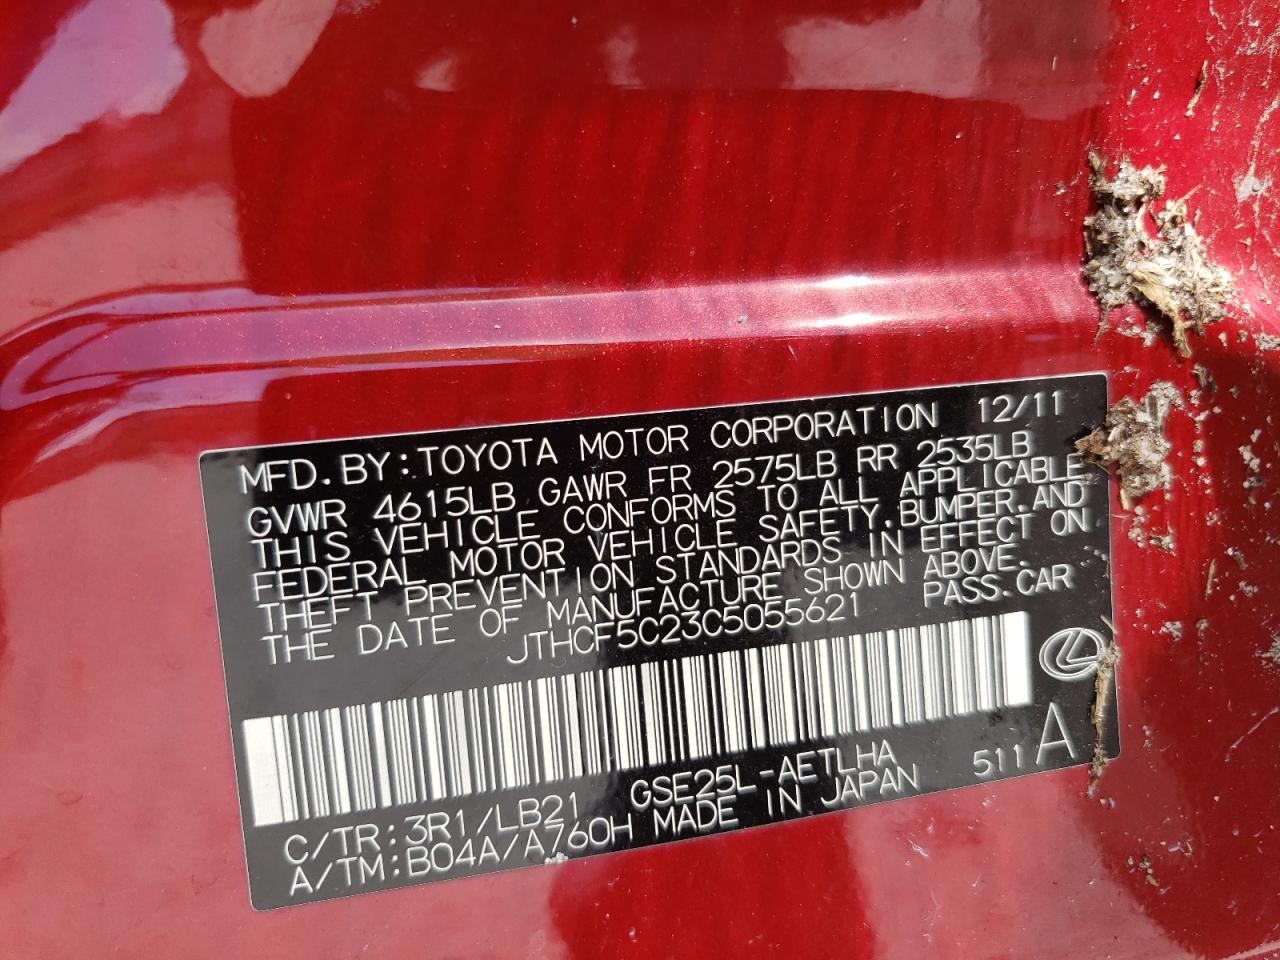 MFD.BY:TOYOTA MOTOR CORPORATION 12/11
GVWR 4615LB GAWR FR 2575LB RR 2535LB
THIS VEHICLE CONFORMS TO ALL APPLICABLE
FEDERAL MOTOR VEHICLE SAFETY,BUMPER,AND
THEFT PREVENTION STANDARDS IN EFFECT ON
THE DATE OF MANUFACTURE SHOWN ABOVE.
JTHCF5C23C5055621 PASS.CAR
C/TR:3R1/LB21 GSE25L-AETLHA 511 A
A/TM:B04A/A760H MADE IN JAPAN